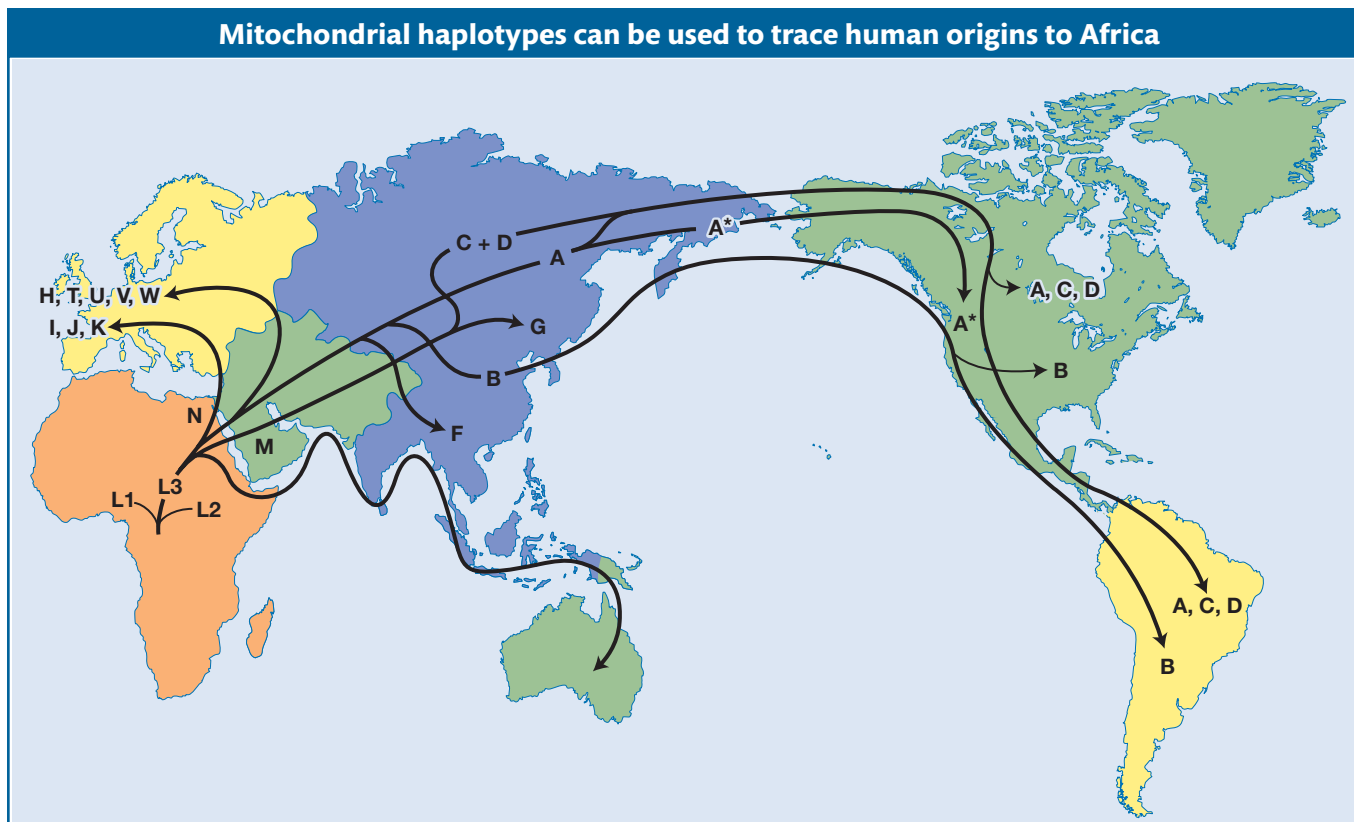 Mitochondrial haplotypes can be used to trace human origins to Africa
C + D
A
A*
H, T, U, V, W
I, J, K
G
B
F
N
M
L3
L1
L2
A, C, D
A*
B
A, C, D
B